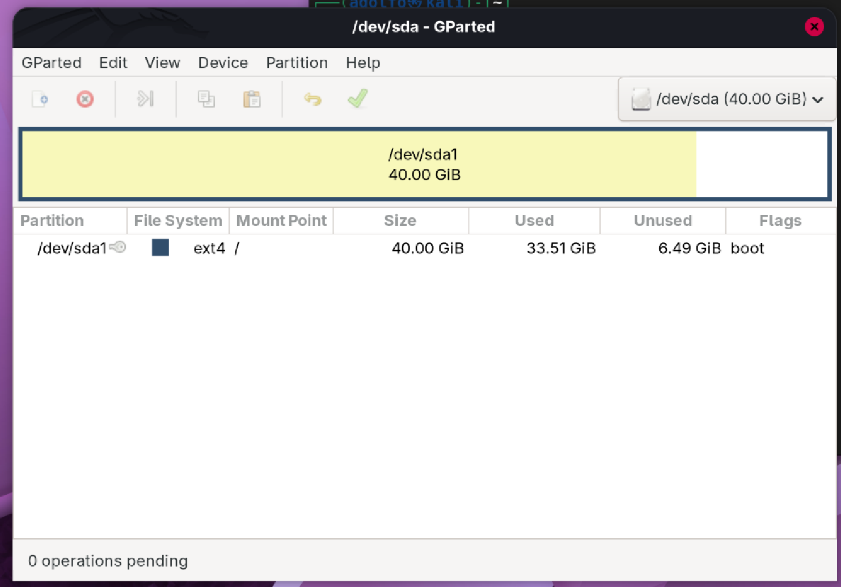 (adolfo㉿kali)-[~]
/dev/sda - GParted
GParted Edit View Device Partition Help
/dev/sda (40.00 GiB)
/dev/sda1
40.00 GiB
Partition File System Mount Point Size Used Unused Flags
/dev/sda1 ext4 / 40.00 GiB 33.51 GiB 6.49 GiB boot
0 operations pending